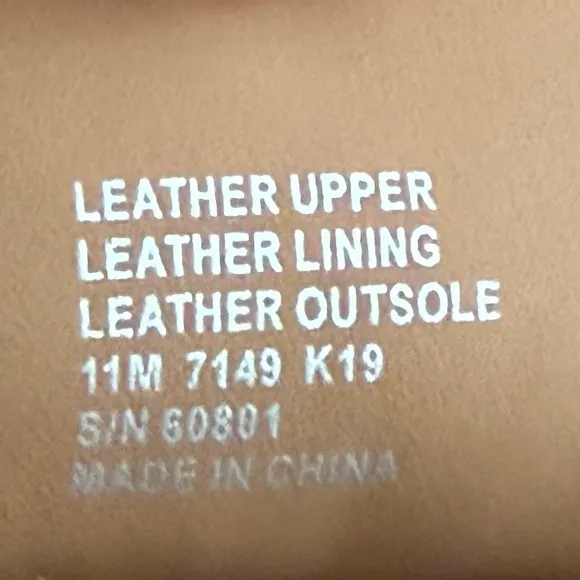 LEATHER UPPER
LEATHER LINING
LEATHER OUTSOLE
11M 7149 K19
S/N 60801
MADE IN CHINA